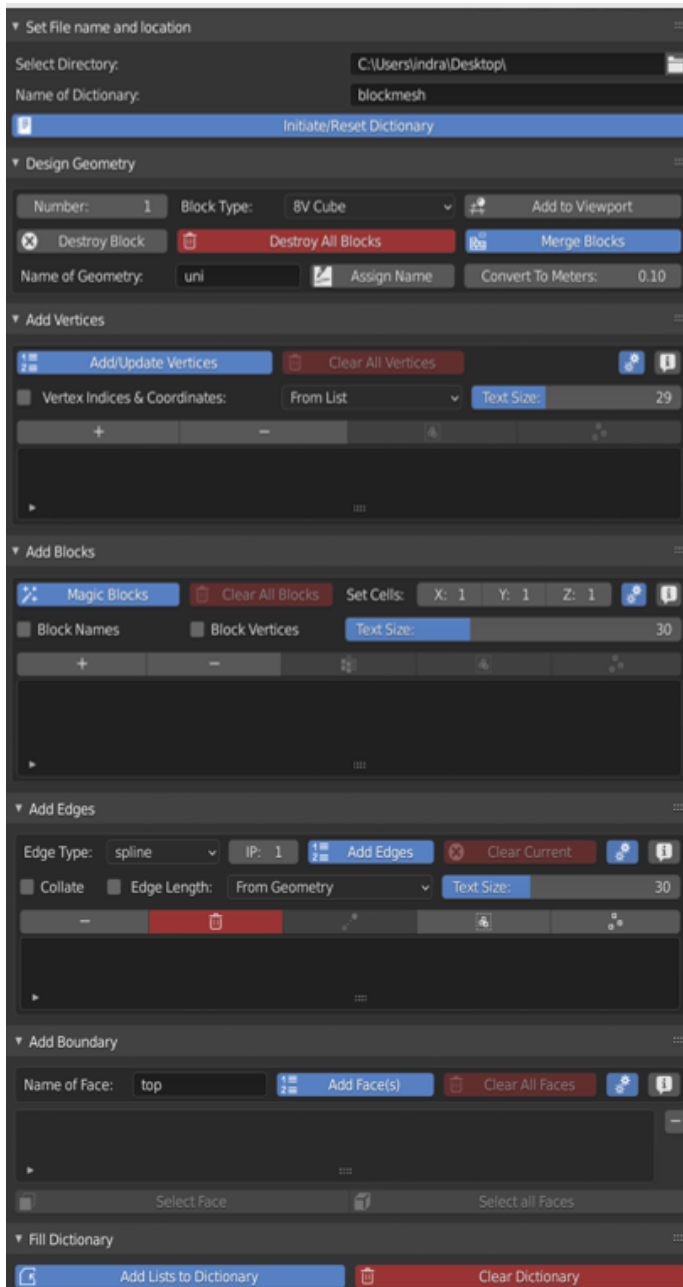 Set File name and location
Select Directory: C:\Users\indra\Desktop\
Name of Dictionary: blockmesh
Initiate/Reset Dictionary
Design Geometry
Number: 1 Block Type: 8V Cube Add to Viewport
Destroy Block Destroy All Blocks Merge Blocks
Name of Geometry: uni Assign Name Convert To Meters: 0.10
Add Vertices
Add/Update Vertices Clear All Vertices
Vertex Indices & Coordinates: From List Text Size: 29
Add Blocks
Magic Blocks Clear All Blocks Set Cells: X: 1 Y: 1 Z: 1
Block Names Block Vertices Text Size: 30
Add Edges
Edge Type: spline IP: 1 Add Edges Clear Current
Collate Edge Length: From Geometry Text Size: 30
Add Boundary
Name of Face: top Add Face(s) Clear All Faces
Select Face Select all Faces
Fill Dictionary
Add Lists to Dictionary Clear Dictionary